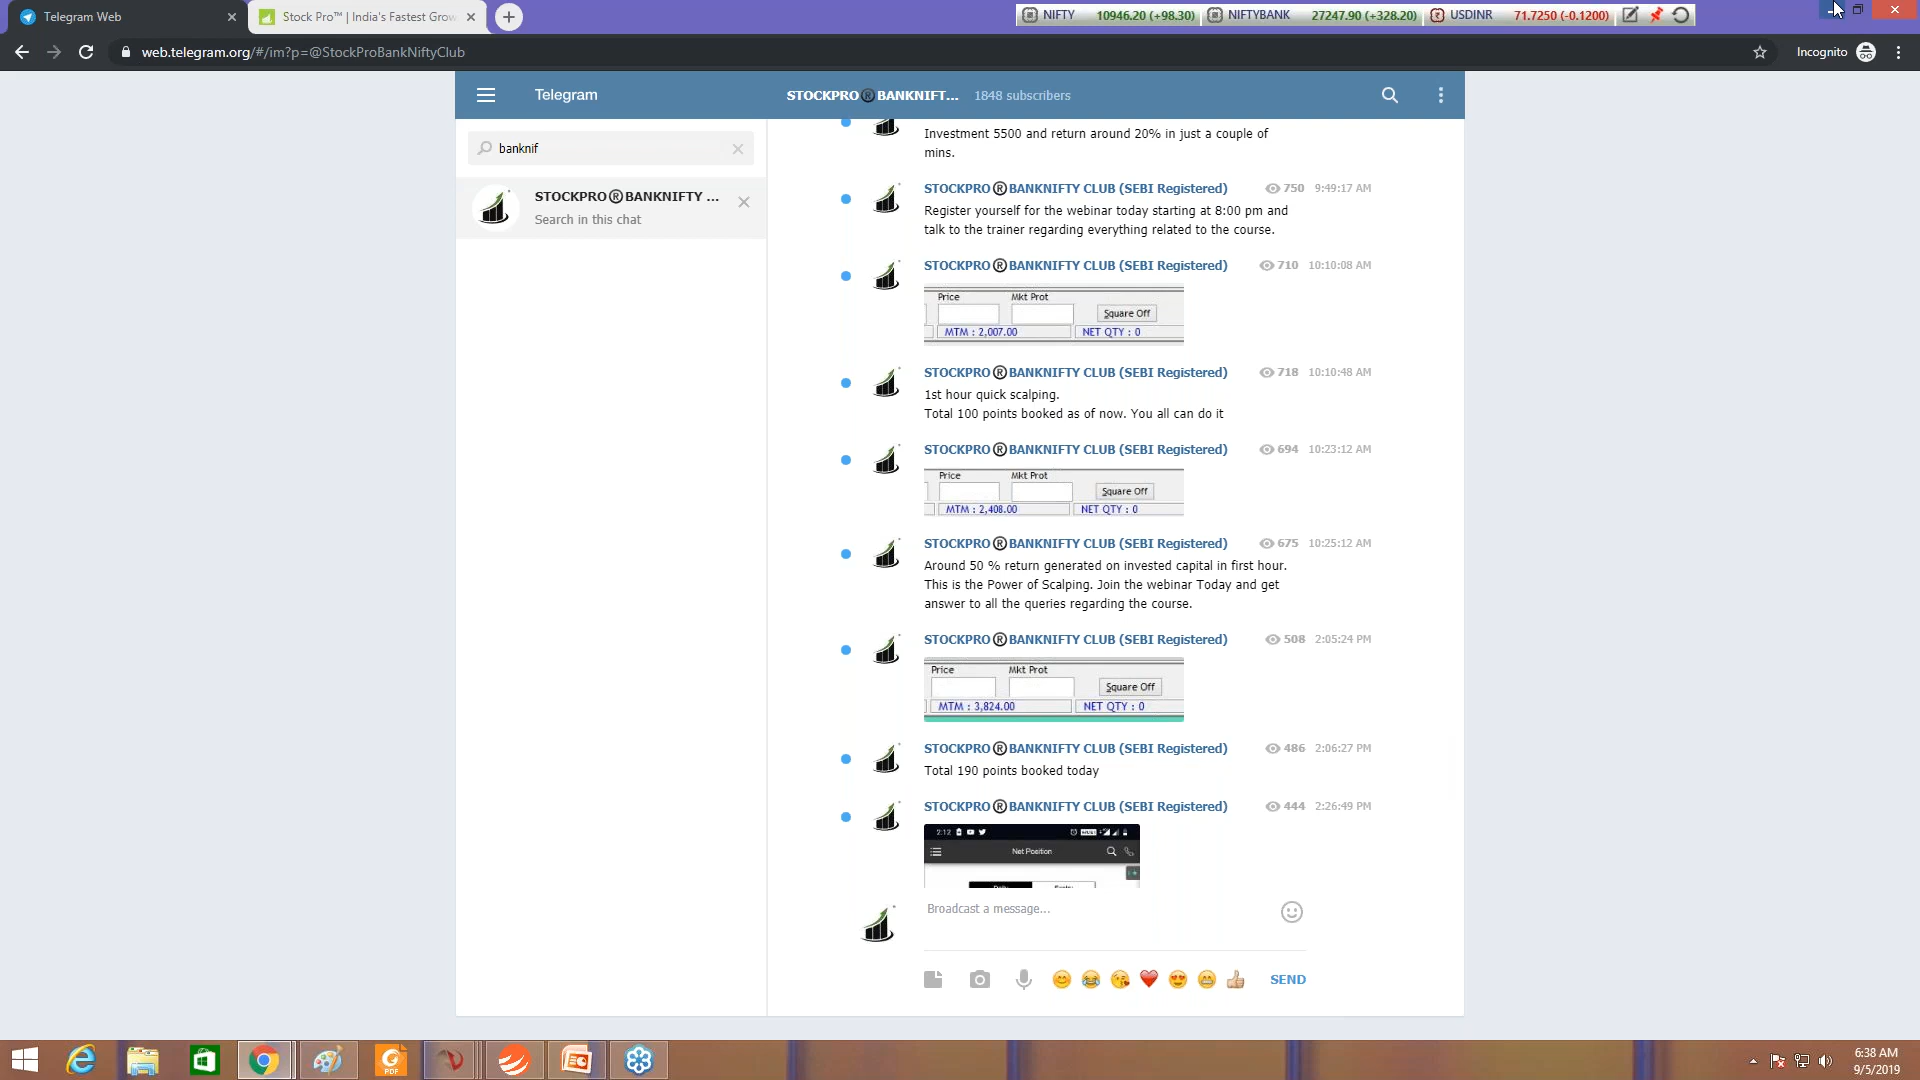 Telegram Web
Stock Pro™ | India's Fastest Grow
NIFTY 10946.20 (+98.30) NIFTYBANK 27247.90 (+328.20) USDINR 71.7250 (-0.1200)
web.telegram.org/#/im?p=@StockProBankNiftyClub
Incognito
Telegram
STOCKPRO®BANKNIFT... 1848 subscribers
banknif
STOCKPRO®BANKNIFTY ...
Search in this chat
Investment 5500 and return around 20% in just a couple of
mins.
STOCKPRO®BANKNIFTY CLUB (SEBI Registered) 750 9:49:17 AM
Register yourself for the webinar today starting at 8:00 pm and
talk to the trainer regarding everything related to the course.
STOCKPRO®BANKNIFTY CLUB (SEBI Registered) 710 10:10:08 AM
Price Mkt Prot
Square Off
MTM : 2,007.00 NET QTY : 0
STOCKPRO®BANKNIFTY CLUB (SEBI Registered) 718 10:10:48 AM
1st hour quick scalping.
Total 100 points booked as of now. You all can do it
STOCKPRO®BANKNIFTY CLUB (SEBI Registered) 694 10:23:12 AM
Price Mkt Prot
Square Off
MTM : 2,408.00 NET QTY : 0
STOCKPRO®BANKNIFTY CLUB (SEBI Registered) 675 10:25:12 AM
Around 50 % return generated on invested capital in first hour.
This is the Power of Scalping. Join the webinar Today and get
answer to all the queries regarding the course.
STOCKPRO®BANKNIFTY CLUB (SEBI Registered) 508 2:05:24 PM
Price Mkt Prot
Square Off
MTM : 3,824.00 NET QTY : 0
STOCKPRO®BANKNIFTY CLUB (SEBI Registered) 486 2:06:27 PM
Total 190 points booked today
STOCKPRO®BANKNIFTY CLUB (SEBI Registered) 444 2:26:49 PM
2:12
Net Position
Broadcast a message...
SEND
PDF
6:38 AM
9/5/2019